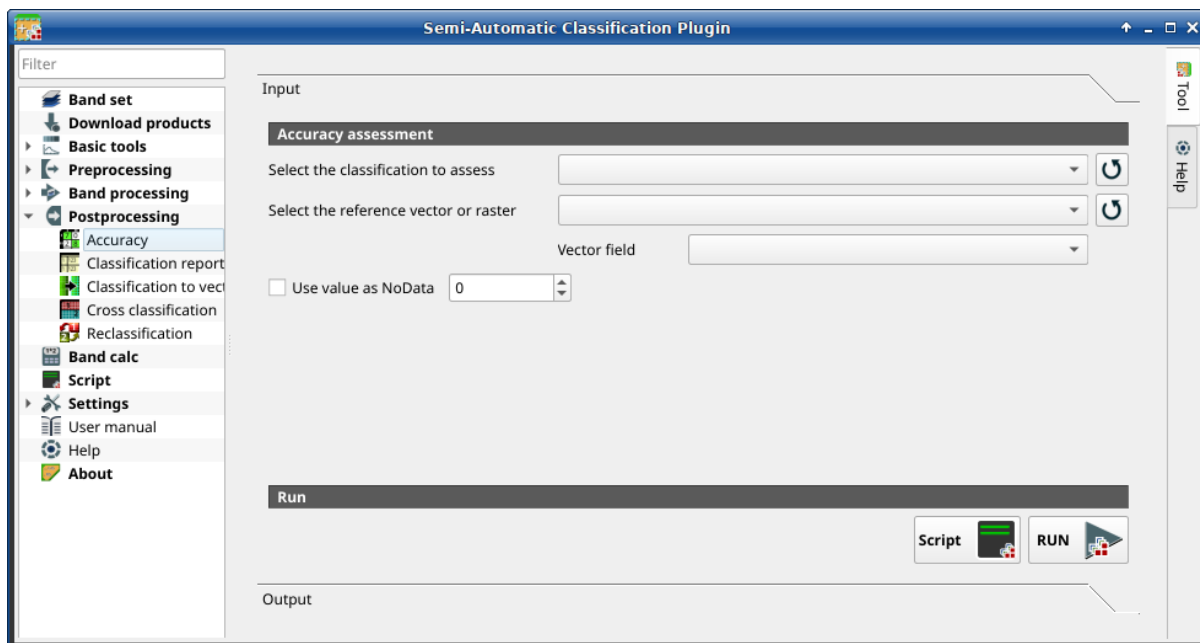 Semi-Automatic Classification Plugin
Filter
Band set
Download products
Basic tools
Preprocessing
Band processing
Postprocessing
Accuracy
Classification report
Classification to vect
Cross classification
Reclassification
Band calc
Script
Settings
User manual
Help
About
Input
Accuracy assessment
Select the classification to assess
Select the reference vector or raster
Vector field
Use value as NoData 0
Run
Script RUN
Output
Tool
Help